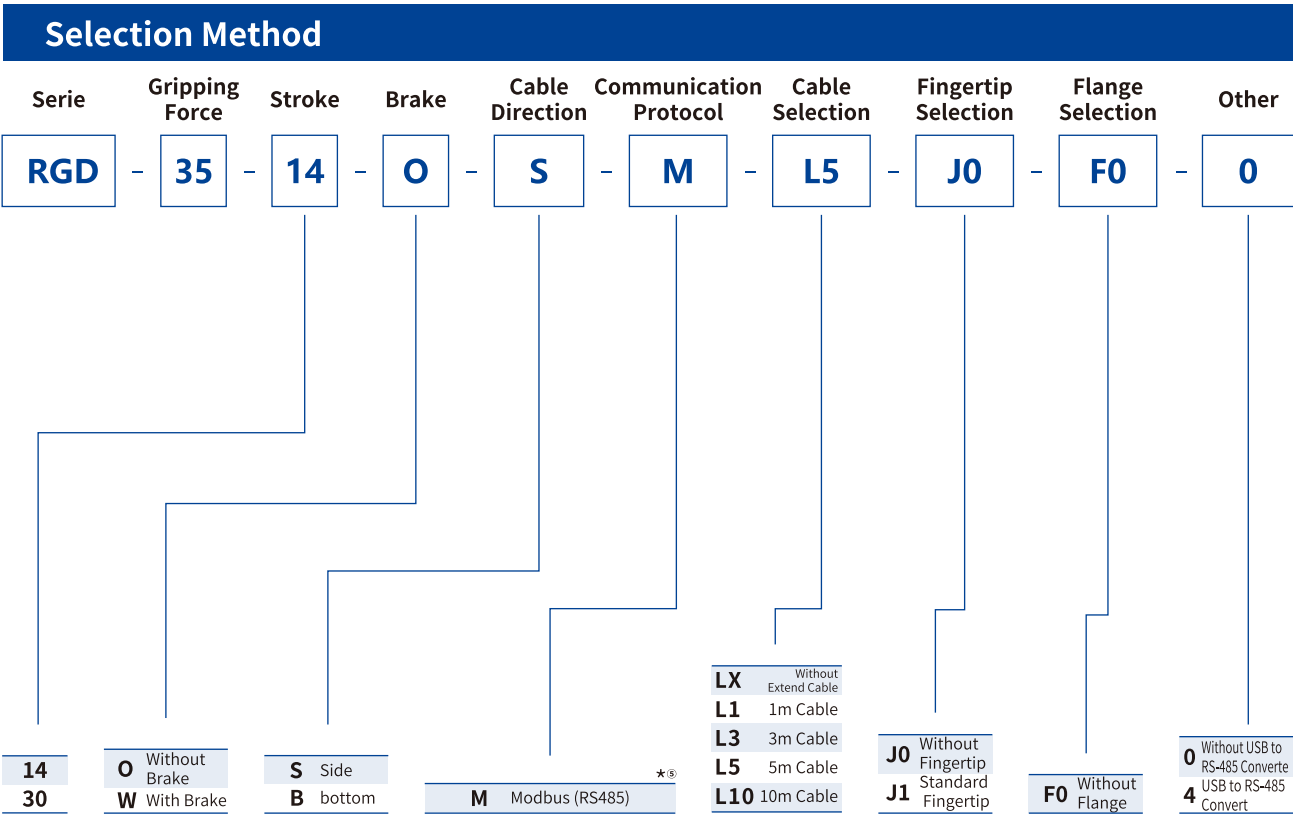 Selection Method
Serie
Gripping
Force
Stroke
Brake
Cable
Direction
Communication
Protocol
Cable
Selection
Fingertip
Selection
Flange
Selection
Other
RGD - 35 - 14 - O - S - M - L5 - J0 - F0 - 0
14
30
O Without
Brake
W With Brake
S Side
B bottom
*⑤
M Modbus (RS485)
LX Without
Extend Cable
L1 1m Cable
L3 3m Cable
L5 5m Cable
L10 10m Cable
J0 Without
Fingertip
J1 Standard
Fingertip
F0 Without
Flange
0 Without USB to
RS-485 Converte
4 USB to RS-485
Convert